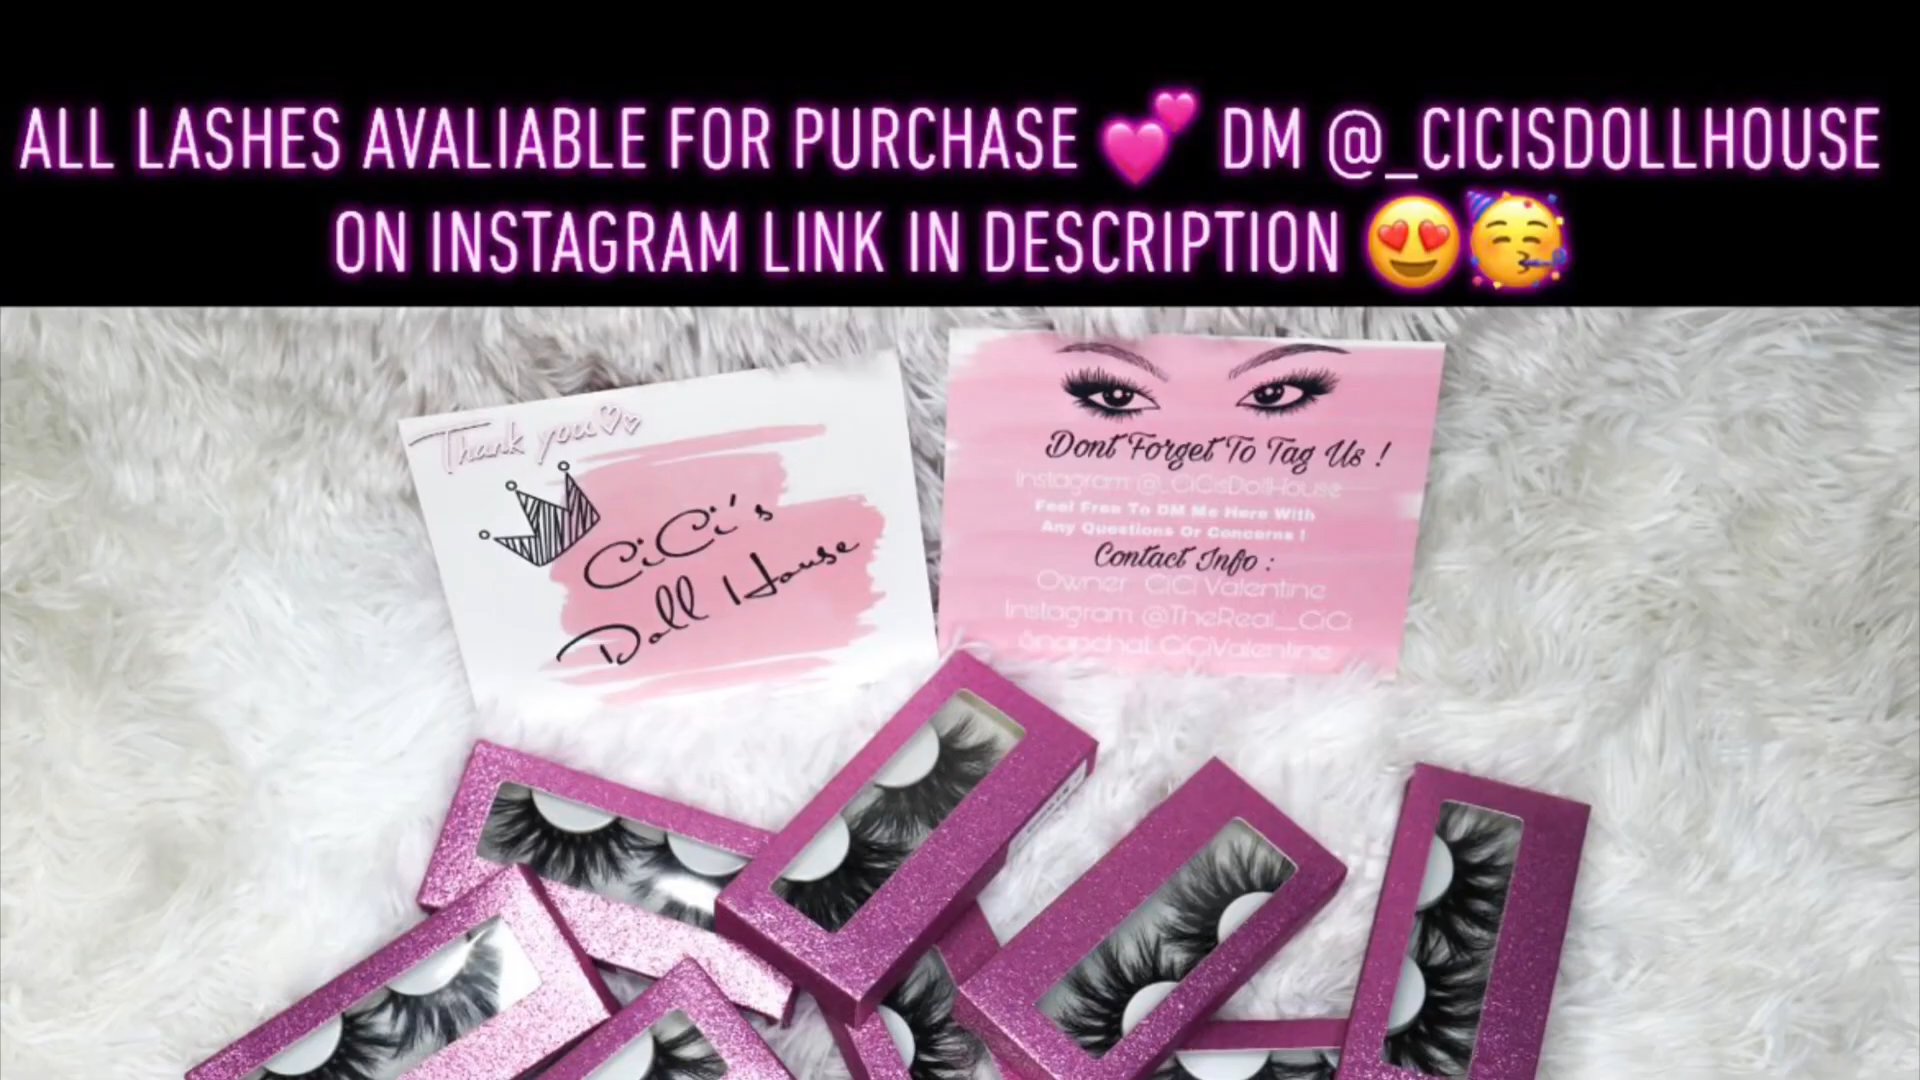 ALL LASHES AVALIABLE FOR PURCHASE 💕 DM @_CICISDOLLHOUSE
ON INSTAGRAM LINK IN DESCRIPTION 😍🥳
Thank you♡♡
CiCi's
Doll House
Dont Forget To Tag Us !
Instagram @_CiCisDollHouse
Feel Free To DM Me Here With
Any Questions Or Concerns !
Contact Info :
Owner: CiCi Valentine
Instagram @TheReal_CiCi
Snapchat CiCiValentine